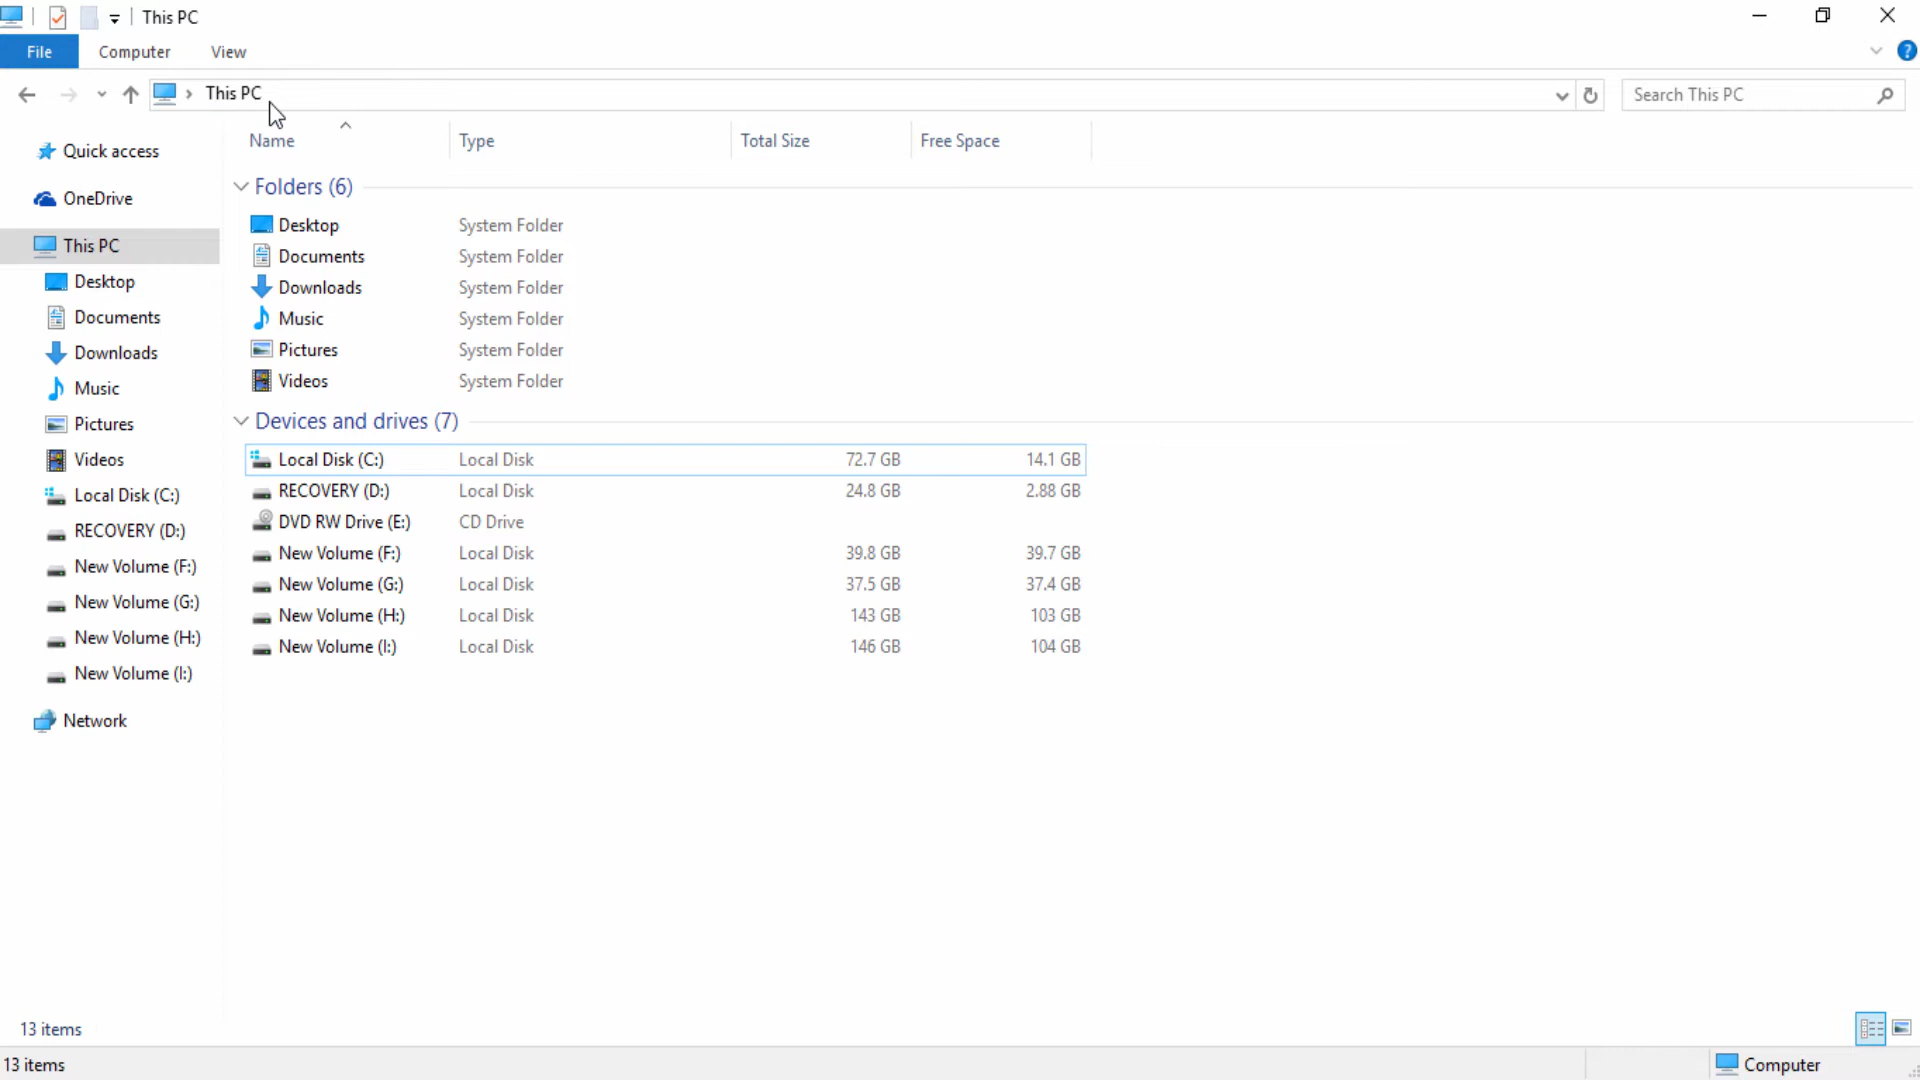 This PC
File Computer View
This PC
Search This PC
Name Type Total Size Free Space
Quick access
OneDrive
This PC
Desktop
Documents
Downloads
Music
Pictures
Videos
Local Disk (C:)
RECOVERY (D:)
New Volume (F:)
New Volume (G:)
New Volume (H:)
New Volume (I:)
Network
Folders (6)
Desktop System Folder
Documents System Folder
Downloads System Folder
Music System Folder
Pictures System Folder
Videos System Folder
Devices and drives (7)
Local Disk (C:) Local Disk 72.7 GB 14.1 GB
RECOVERY (D:) Local Disk 24.8 GB 2.88 GB
DVD RW Drive (E:) CD Drive
New Volume (F:) Local Disk 39.8 GB 39.7 GB
New Volume (G:) Local Disk 37.5 GB 37.4 GB
New Volume (H:) Local Disk 143 GB 103 GB
New Volume (I:) Local Disk 146 GB 104 GB
13 items
13 items Computer